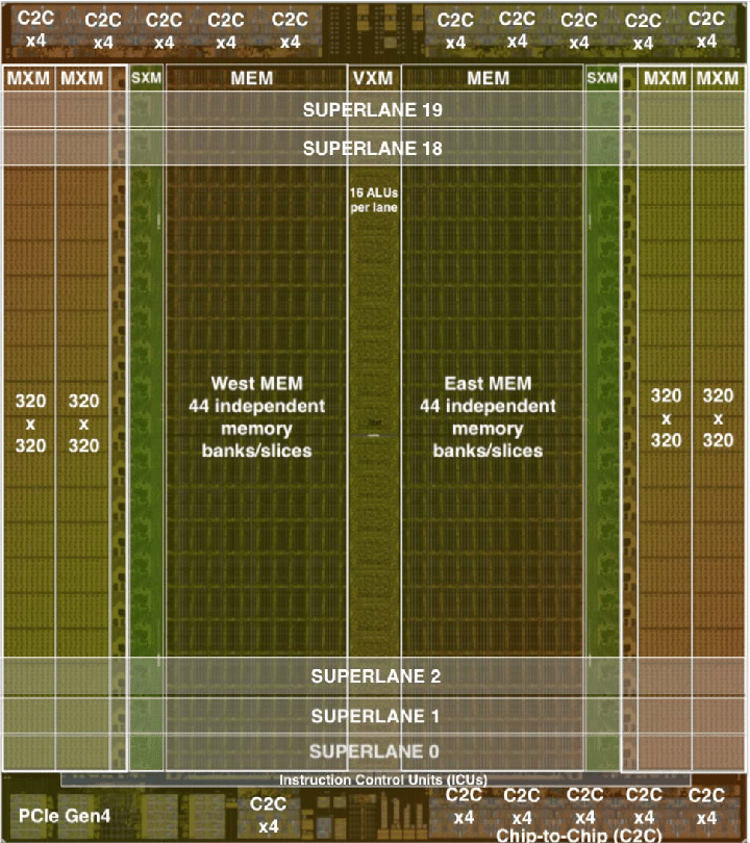 C2C C2C C2C C2C C2C C2C C2C C2C C2C C2C
x4 x4 x4 x4 x4 x4 x4 x4 x4 x4
MXM MXM SXM MEM VXM MEM SXM MXM MXM
SUPERLANE 19
SUPERLANE 18
16 ALUs
per lane
West MEM
44 independent
memory
banks/slices
East MEM
44 independent
memory
banks/slices
320 320
x x
320 320
320 320
x x
320 320
SUPERLANE 2
SUPERLANE 1
SUPERLANE 0
Instruction Control Units (ICUs)
PCIe Gen4
C2C C2C C2C C2C C2C C2C
x4 x4 x4 x4 x4 x4
Chip-to-Chip (C2C)